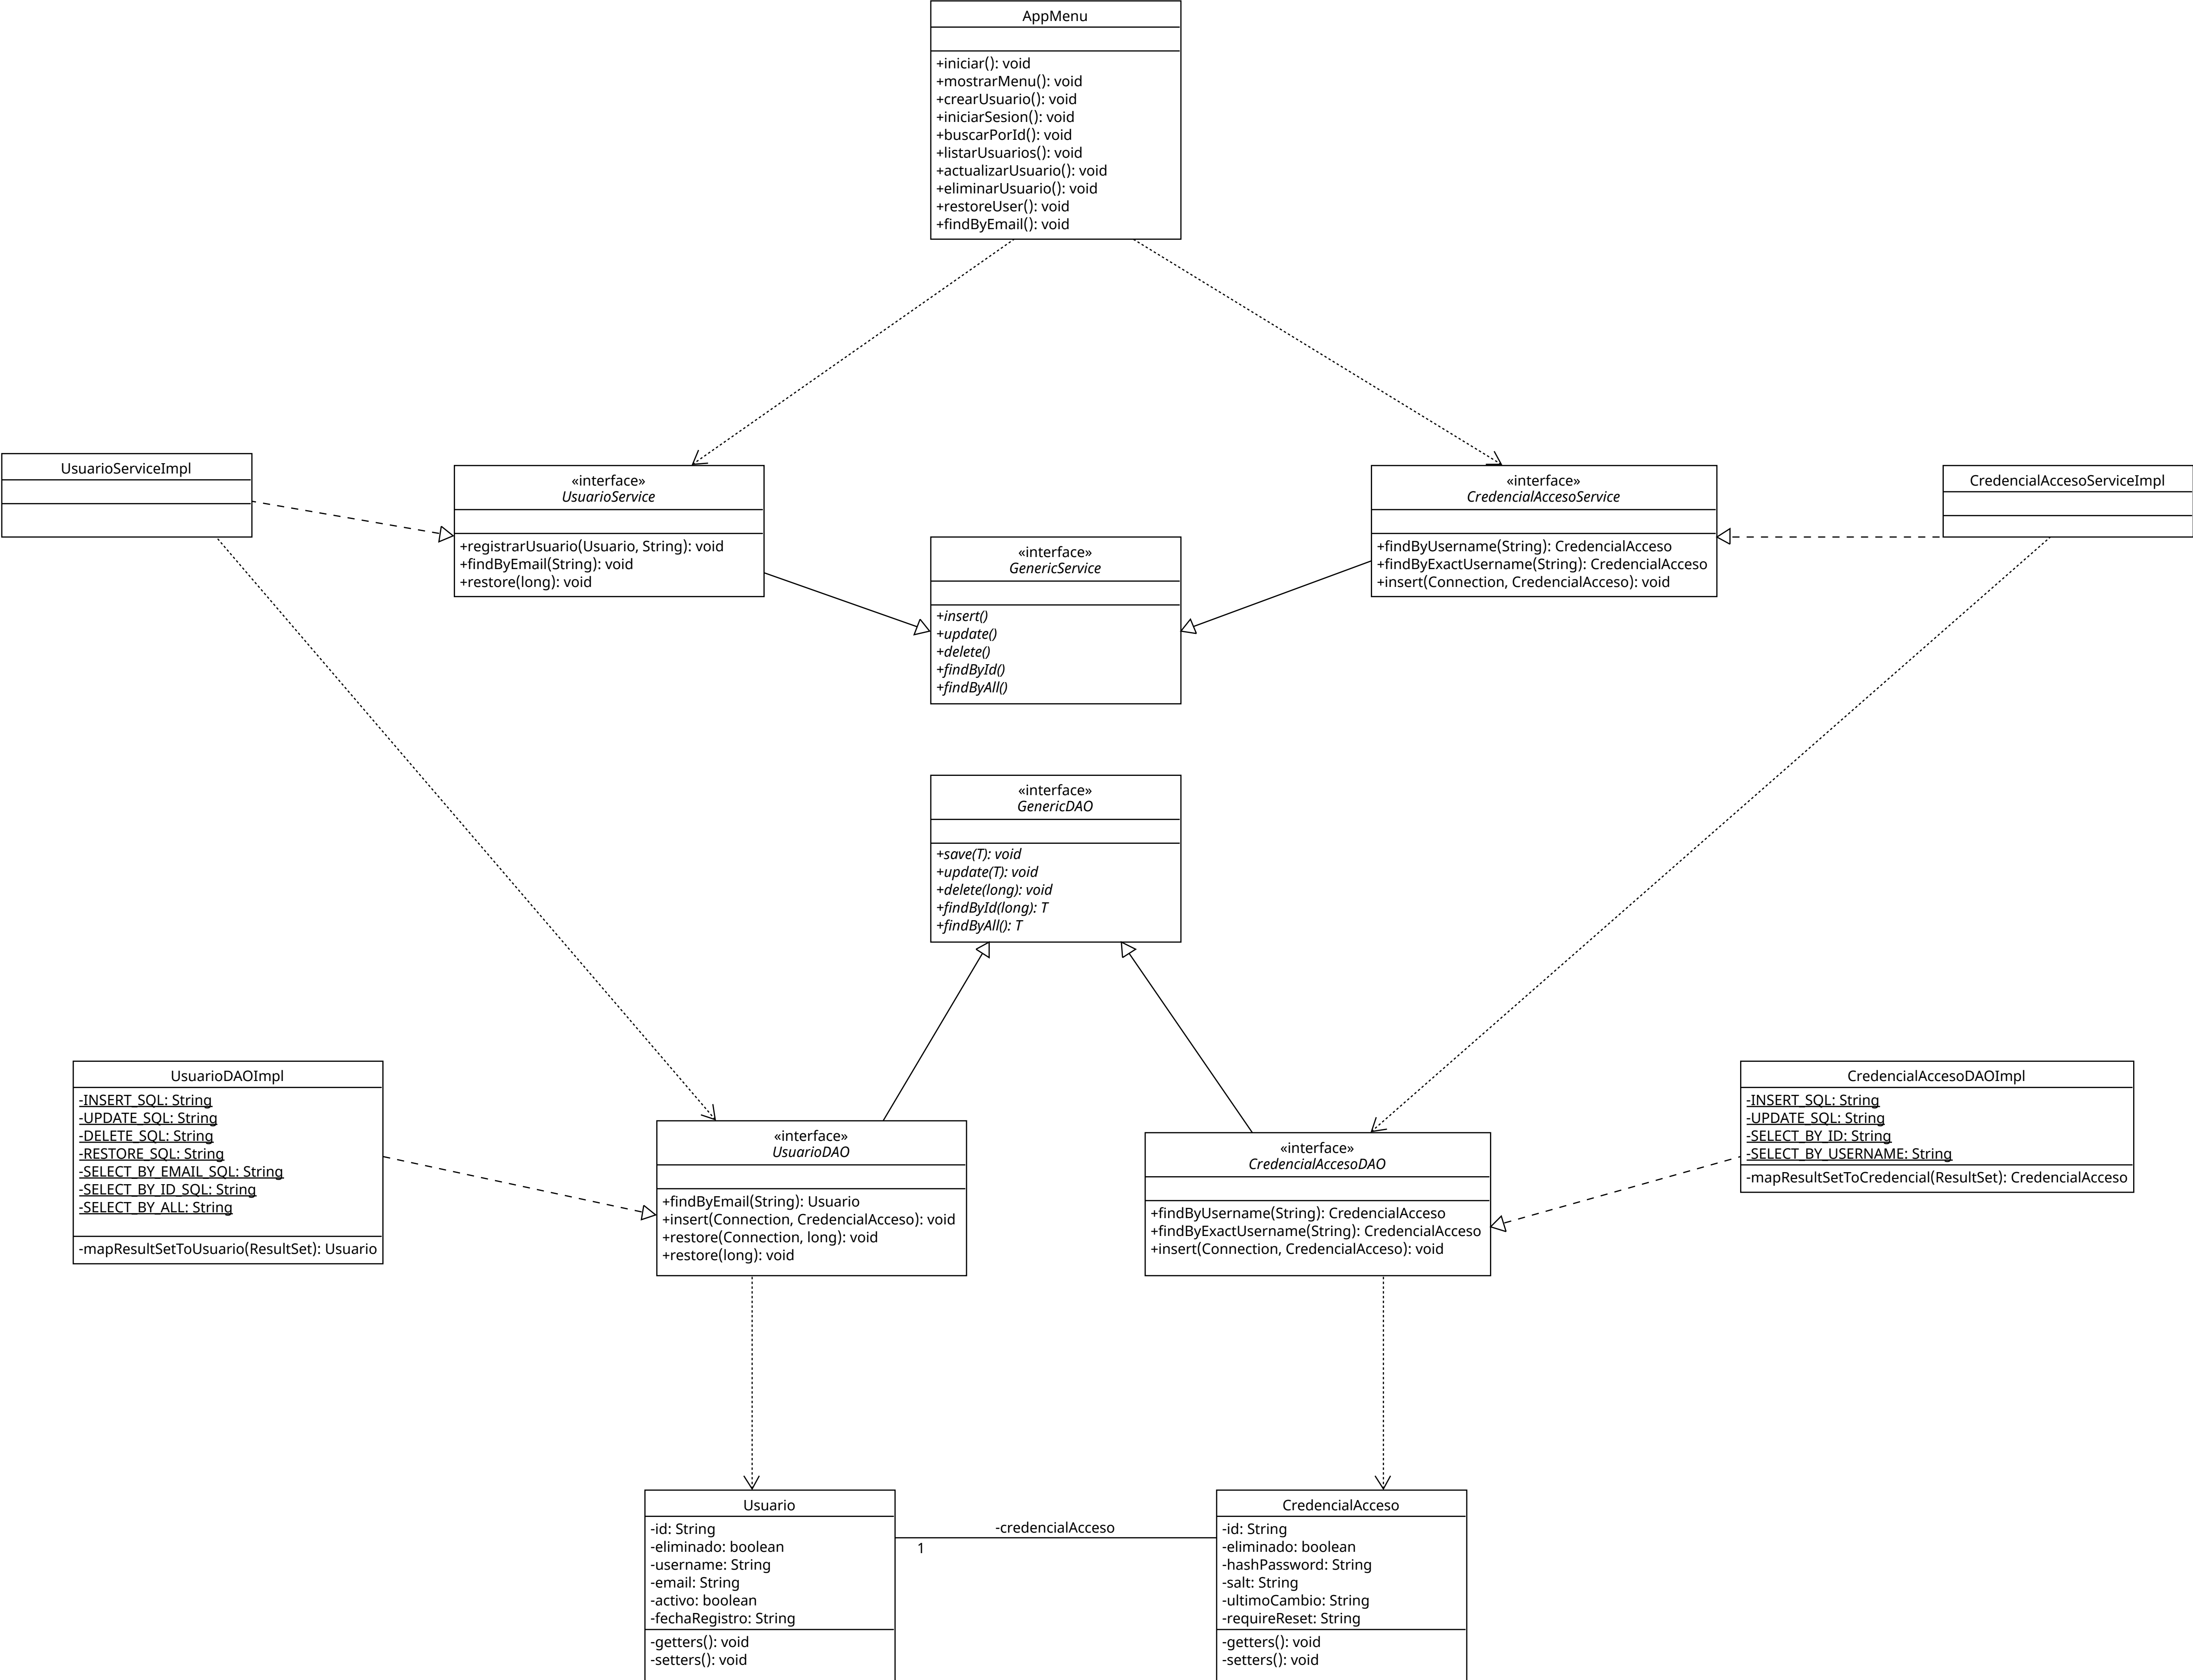 AppMenu
+iniciar(): void
+mostrarMenu(): void
+crearUsuario(): void
+iniciarSesion(): void
+buscarPorId(): void
+listarUsuarios(): void
+actualizarUsuario(): void
+eliminarUsuario(): void
+restoreUser(): void
+findByEmail(): void
UsuarioServiceImpl
«interface»
UsuarioService
+registrarUsuario(Usuario, String): void
+findByEmail(String): void
+restore(long): void
«interface»
GenericService
+insert()
+update()
+delete()
+findById()
+findByAll()
«interface»
CredencialAccesoService
+findByUsername(String): CredencialAcceso
+findByExactUsername(String): CredencialAcceso
+insert(Connection, CredencialAcceso): void
CredencialAccesoServiceImpl
«interface»
GenericDAO
+save(T): void
+update(T): void
+delete(long): void
+findById(long): T
+findByAll(): T
UsuarioDAOImpl
-INSERT_SQL: String
-UPDATE_SQL: String
-DELETE_SQL: String
-RESTORE_SQL: String
-SELECT_BY_EMAIL_SQL: String
-SELECT_BY_ID_SQL: String
-SELECT_BY_ALL: String
-mapResultSetToUsuario(ResultSet): Usuario
«interface»
UsuarioDAO
+findByEmail(String): Usuario
+insert(Connection, CredencialAcceso): void
+restore(Connection, long): void
+restore(long): void
«interface»
CredencialAccesoDAO
+findByUsername(String): CredencialAcceso
+findByExactUsername(String): CredencialAcceso
+insert(Connection, CredencialAcceso): void
CredencialAccesoDAOImpl
-INSERT_SQL: String
-UPDATE_SQL: String
-SELECT_BY_ID: String
-SELECT_BY_USERNAME: String
-mapResultSetToCredencial(ResultSet): CredencialAcceso
Usuario
-id: String
-eliminado: boolean
-username: String
-email: String
-activo: boolean
-fechaRegistro: String
-getters(): void
-setters(): void
-credencialAcceso
1
CredencialAcceso
-id: String
-eliminado: boolean
-hashPassword: String
-salt: String
-ultimoCambio: String
-requireReset: String
-getters(): void
-setters(): void